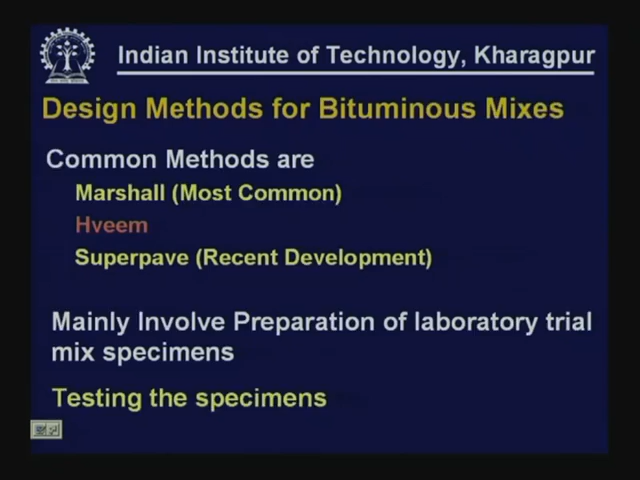 Indian Institute of Technology, Kharagpur
Design Methods for Bituminous Mixes
Common Methods are
Marshall (Most Common)
Hveem
Superpave (Recent Development)
Mainly Involve Preparation of laboratory trial
mix specimens
Testing the specimens